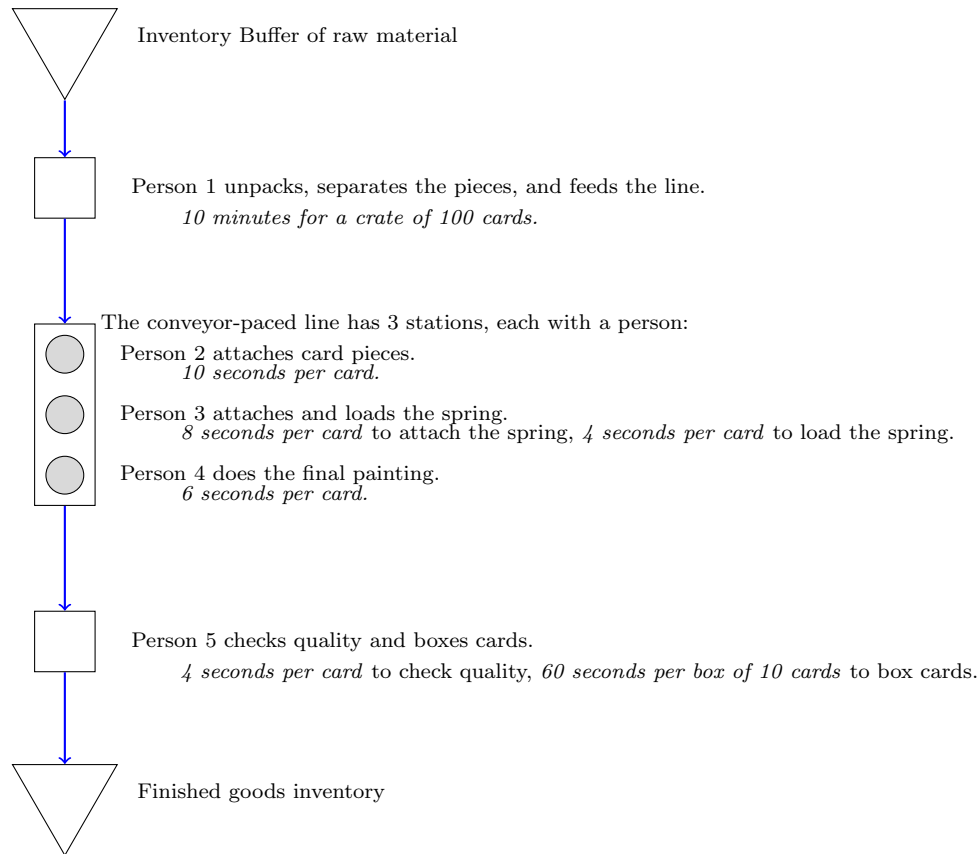 Inventory Buffer of raw material
Person 1 unpacks, separates the pieces, and feeds the line.
10 minutes for a crate of 100 cards.
The conveyor-paced line has 3 stations, each with a person:
Person 2 attaches card pieces.
10 seconds per card.
Person 3 attaches and loads the spring.
8 seconds per card to attach the spring, 4 seconds per card to load the spring.
Person 4 does the final painting.
6 seconds per card.
Person 5 checks quality and boxes cards.
4 seconds per card to check quality, 60 seconds per box of 10 cards to box cards.
Finished goods inventory